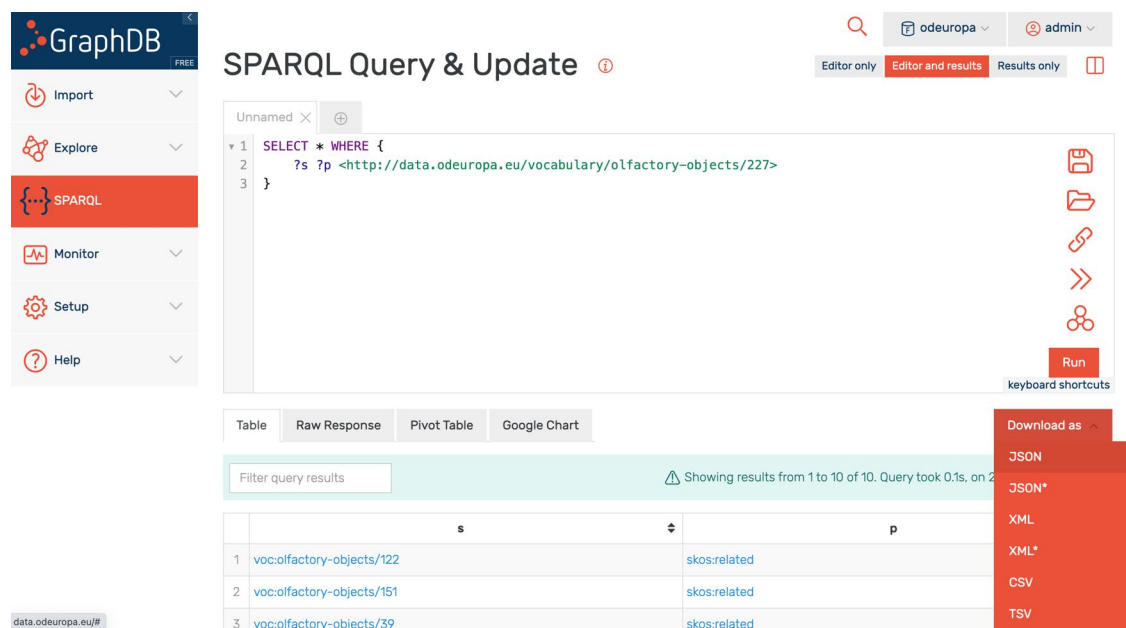 GraphDB
FREE
Import
Explore
SPARQL
Monitor
Setup
Help
odeuropa
admin
SPARQL Query & Update
Editor only
Editor and results
Results only
Unnamed
1 SELECT * WHERE {
2 ?s ?p <http://data.odeuropa.eu/vocabulary/olfactory-objects/227>
3 }
Run
keyboard shortcuts
Table
Raw Response
Pivot Table
Google Chart
Download as
JSON
JSON*
XML
XML*
CSV
TSV
Filter query results
Showing results from 1 to 10 of 10. Query took 0.1s, on 2
s
p
1 voc:olfactory-objects/122 skos:related
2 voc:olfactory-objects/151 skos:related
3 voc:olfactory-objects/39 skos:related
data.odeuropa.eu/#